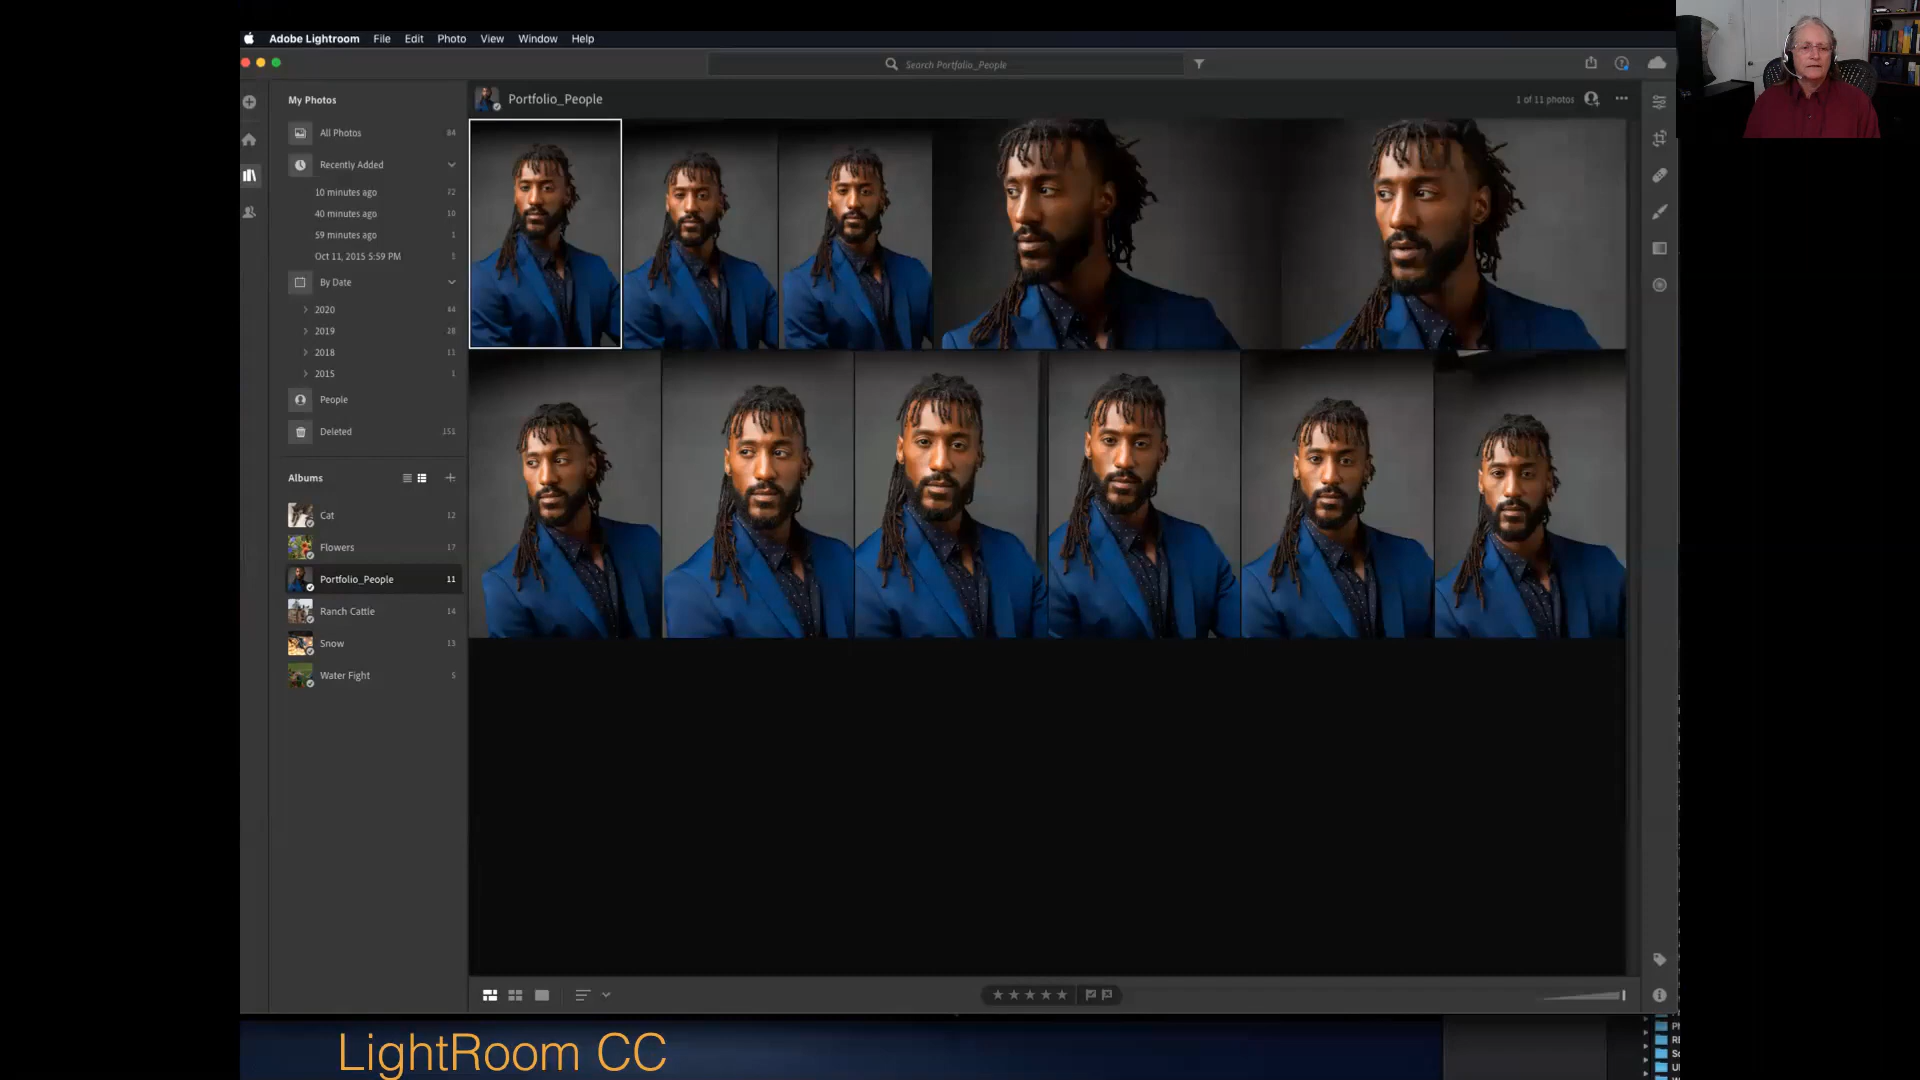 Adobe Lightroom File Edit Photo View Window Help
Search Portfolio_People
My Photos
Portfolio_People
1 of 11 photos
All Photos 84
Recently Added
10 minutes ago 72
40 minutes ago 10
59 minutes ago 1
Oct 11, 2015 5:59 PM 1
By Date
2020 44
2019 28
2018 11
2015 1
People
Deleted 151
Albums
Cat 12
Flowers 17
Portfolio_People 11
Ranch Cattle 14
Snow 13
Water Fight 5
LightRoom CC